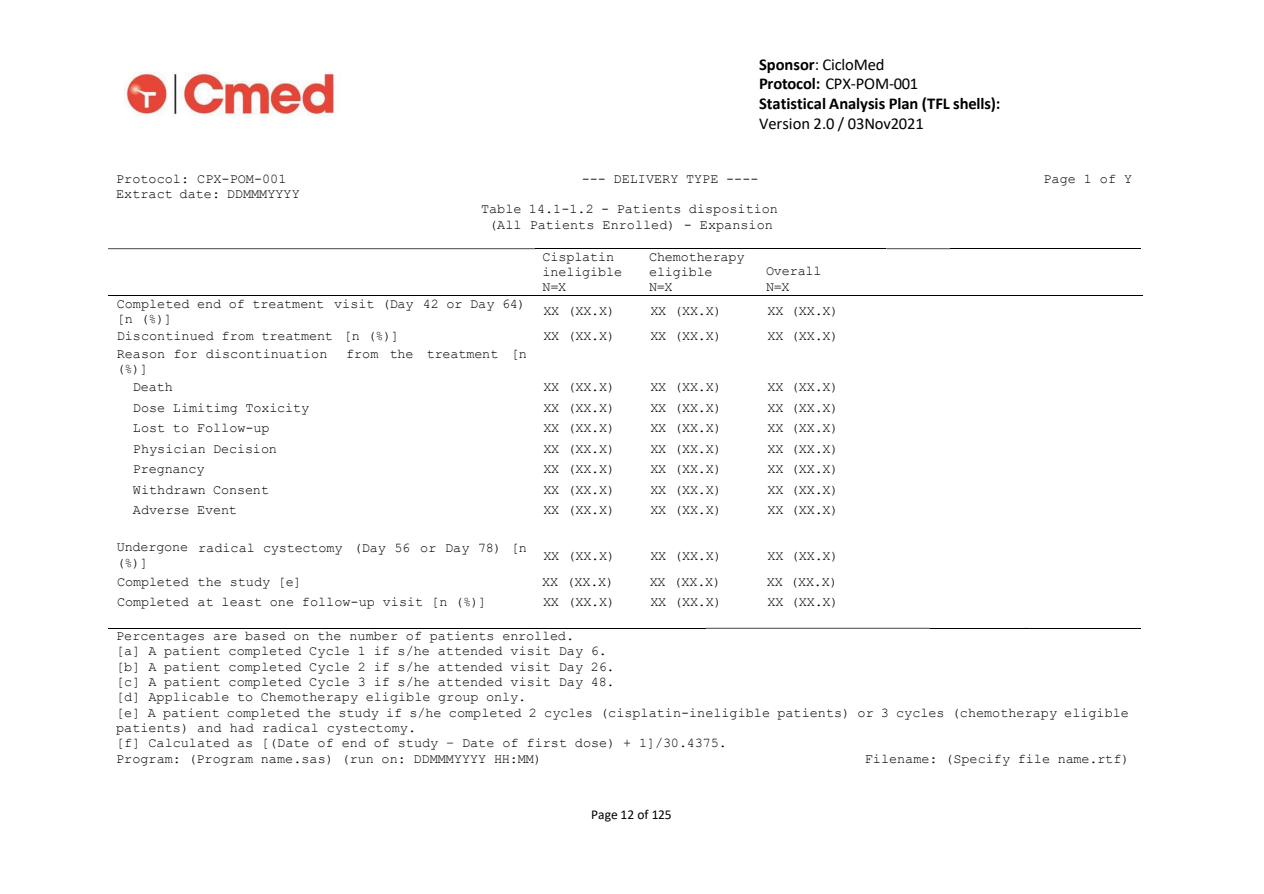 Cmed
Sponsor: CicloMed
Protocol: CPX-POM-001
Statistical Analysis Plan (TFL shells):
Version 2.0 / 03Nov2021
Protocol: CPX-POM-001 --- DELIVERY TYPE ---- Page 1 of Y
Extract date: DDMMMYYYY
Table 14.1-1.2 - Patients disposition
(All Patients Enrolled) - Expansion
Cisplatin Chemotherapy
ineligible eligible Overall
N=X N=X N=X
Completed end of treatment visit (Day 42 or Day 64)
[n (%)] XX (XX.X) XX (XX.X) XX (XX.X)
Discontinued from treatment [n (%)] XX (XX.X) XX (XX.X) XX (XX.X)
Reason for discontinuation from the treatment [n
(%)]
Death XX (XX.X) XX (XX.X) XX (XX.X)
Dose Limitimg Toxicity XX (XX.X) XX (XX.X) XX (XX.X)
Lost to Follow-up XX (XX.X) XX (XX.X) XX (XX.X)
Physician Decision XX (XX.X) XX (XX.X) XX (XX.X)
Pregnancy XX (XX.X) XX (XX.X) XX (XX.X)
Withdrawn Consent XX (XX.X) XX (XX.X) XX (XX.X)
Adverse Event XX (XX.X) XX (XX.X) XX (XX.X)
Undergone radical cystectomy (Day 56 or Day 78) [n
(%)] XX (XX.X) XX (XX.X) XX (XX.X)
Completed the study [e] XX (XX.X) XX (XX.X) XX (XX.X)
Completed at least one follow-up visit [n (%)] XX (XX.X) XX (XX.X) XX (XX.X)
Percentages are based on the number of patients enrolled.
[a] A patient completed Cycle 1 if s/he attended visit Day 6.
[b] A patient completed Cycle 2 if s/he attended visit Day 26.
[c] A patient completed Cycle 3 if s/he attended visit Day 48.
[d] Applicable to Chemotherapy eligible group only.
[e] A patient completed the study if s/he completed 2 cycles (cisplatin-ineligible patients) or 3 cycles (chemotherapy eligible
patients) and had radical cystectomy.
[f] Calculated as [(Date of end of study – Date of first dose) + 1]/30.4375.
Program: (Program name.sas) (run on: DDMMMYYYY HH:MM) Filename: (Specify file name.rtf)
Page 12 of 125